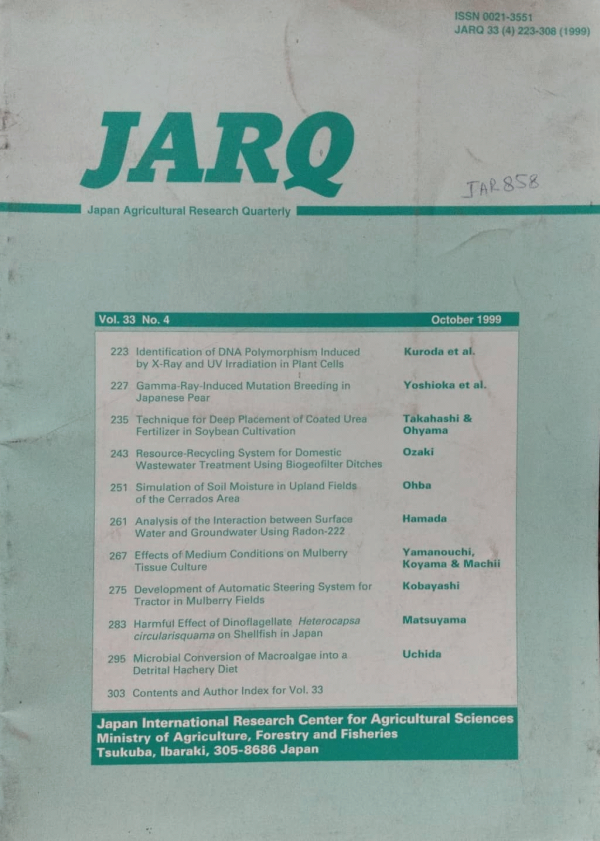 ISSN 0021-3551
JARQ 33 (4) 223-308 (1999)
JARQ
JAR 858
Japan Agricultural Research Quarterly
Vol. 33 No. 4 October 1999
223 Identification of DNA Polymorphism Induced Kuroda et al.
by X-Ray and UV Irradiation in Plant Cells
227 Gamma-Ray-Induced Mutation Breeding in Yoshioka et al.
Japanese Pear
235 Technique for Deep Placement of Coated Urea Takahashi &
Fertilizer in Soybean Cultivation Ohyama
243 Resource-Recycling System for Domestic Ozaki
Wastewater Treatment Using Biogeofilter Ditches
251 Simulation of Soil Moisture in Upland Fields Ohba
of the Cerrados Area
261 Analysis of the Interaction between Surface Hamada
Water and Groundwater Using Radon-222
267 Effects of Medium Conditions on Mulberry Yamanouchi,
Tissue Culture Koyama & Machii
275 Development of Automatic Steering System for Kobayashi
Tractor in Mulberry Fields
283 Harmful Effect of Dinoflagellate Heterocapsa Matsuyama
circularisquama on Shellfish in Japan
295 Microbial Conversion of Macroalgae into a Uchida
Detrital Hachery Diet
303 Contents and Author Index for Vol. 33
Japan International Research Center for Agricultural Sciences
Ministry of Agriculture, Forestry and Fisheries
Tsukuba, Ibaraki, 305-8686 Japan